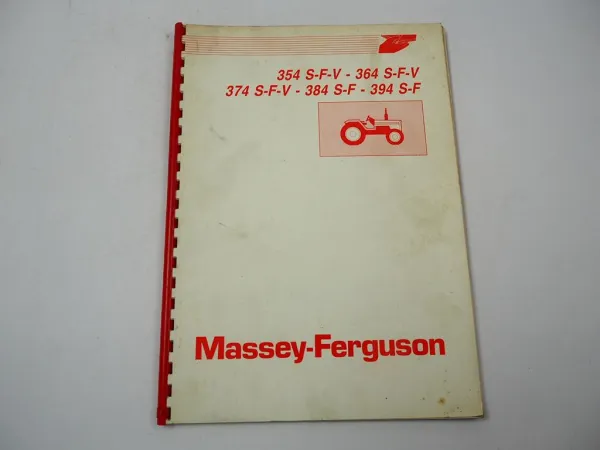 354 S-F-V - 364 S-F-V
374 S-F-V - 384 S-F - 394 S-F
Massey-Ferguson